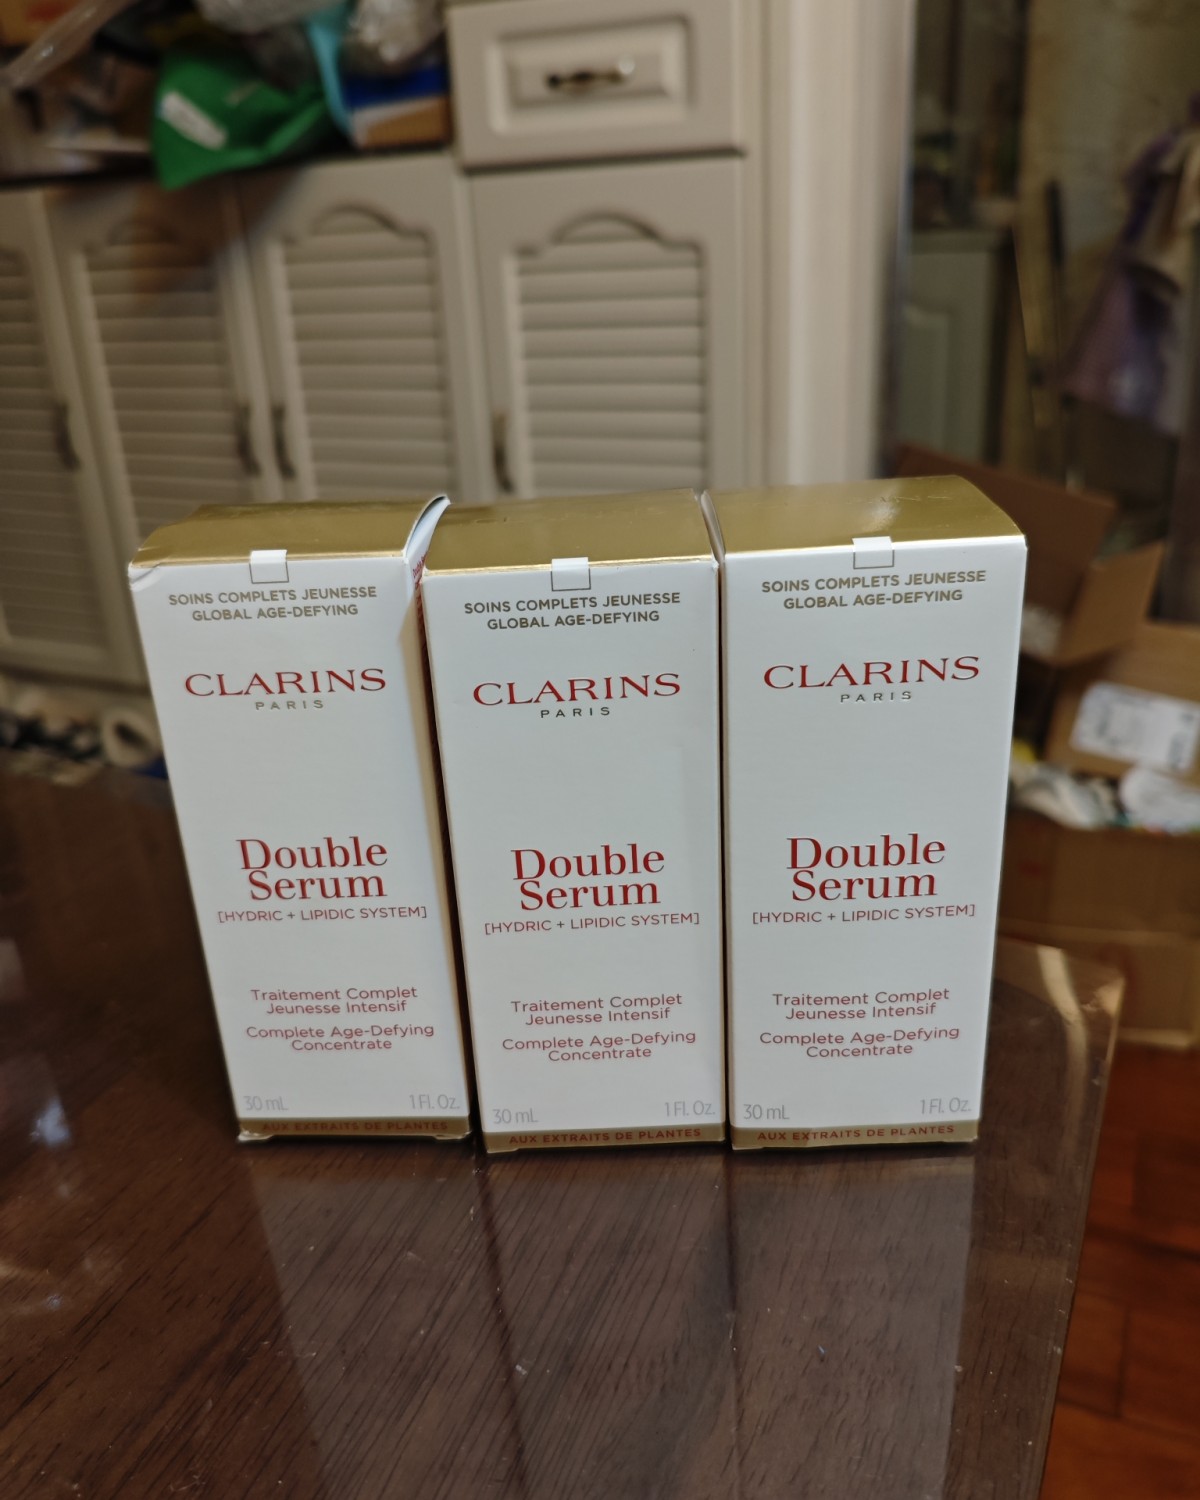 SOINS COMPLETS JEUNESSE
GLOBAL AGE-DEFYING
CLARINS
PARIS
Double
Serum
[HYDRIC + LIPIDIC SYSTEM]
Traitement Complet
Jeunesse Intensif
Complete Age-Defying
Concentrate
30 mL 1 Fl. Oz.
AUX EXTRAITS DE PLANTES
SOINS COMPLETS JEUNESSE
GLOBAL AGE-DEFYING
CLARINS
PARIS
Double
Serum
[HYDRIC + LIPIDIC SYSTEM]
Traitement Complet
Jeunesse Intensif
Complete Age-Defying
Concentrate
30 mL 1 Fl. Oz.
AUX EXTRAITS DE PLANTES
SOINS COMPLETS JEUNESSE
GLOBAL AGE-DEFYING
CLARINS
PARIS
Double
Serum
[HYDRIC + LIPIDIC SYSTEM]
Traitement Complet
Jeunesse Intensif
Complete Age-Defying
Concentrate
30 mL 1 Fl. Oz.
AUX EXTRAITS DE PLANTES